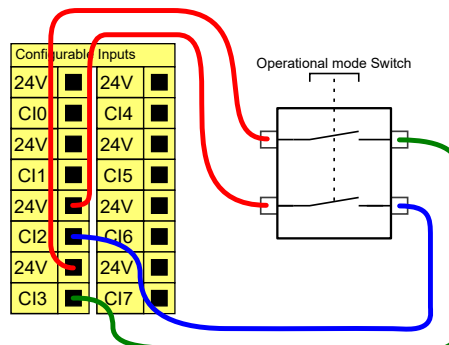 Configurable Inputs
Operational mode Switch
24V 24V
CI0 CI4
24V 24V
CI1 CI5
24V 24V
CI2 CI6
24V 24V
CI3 CI7